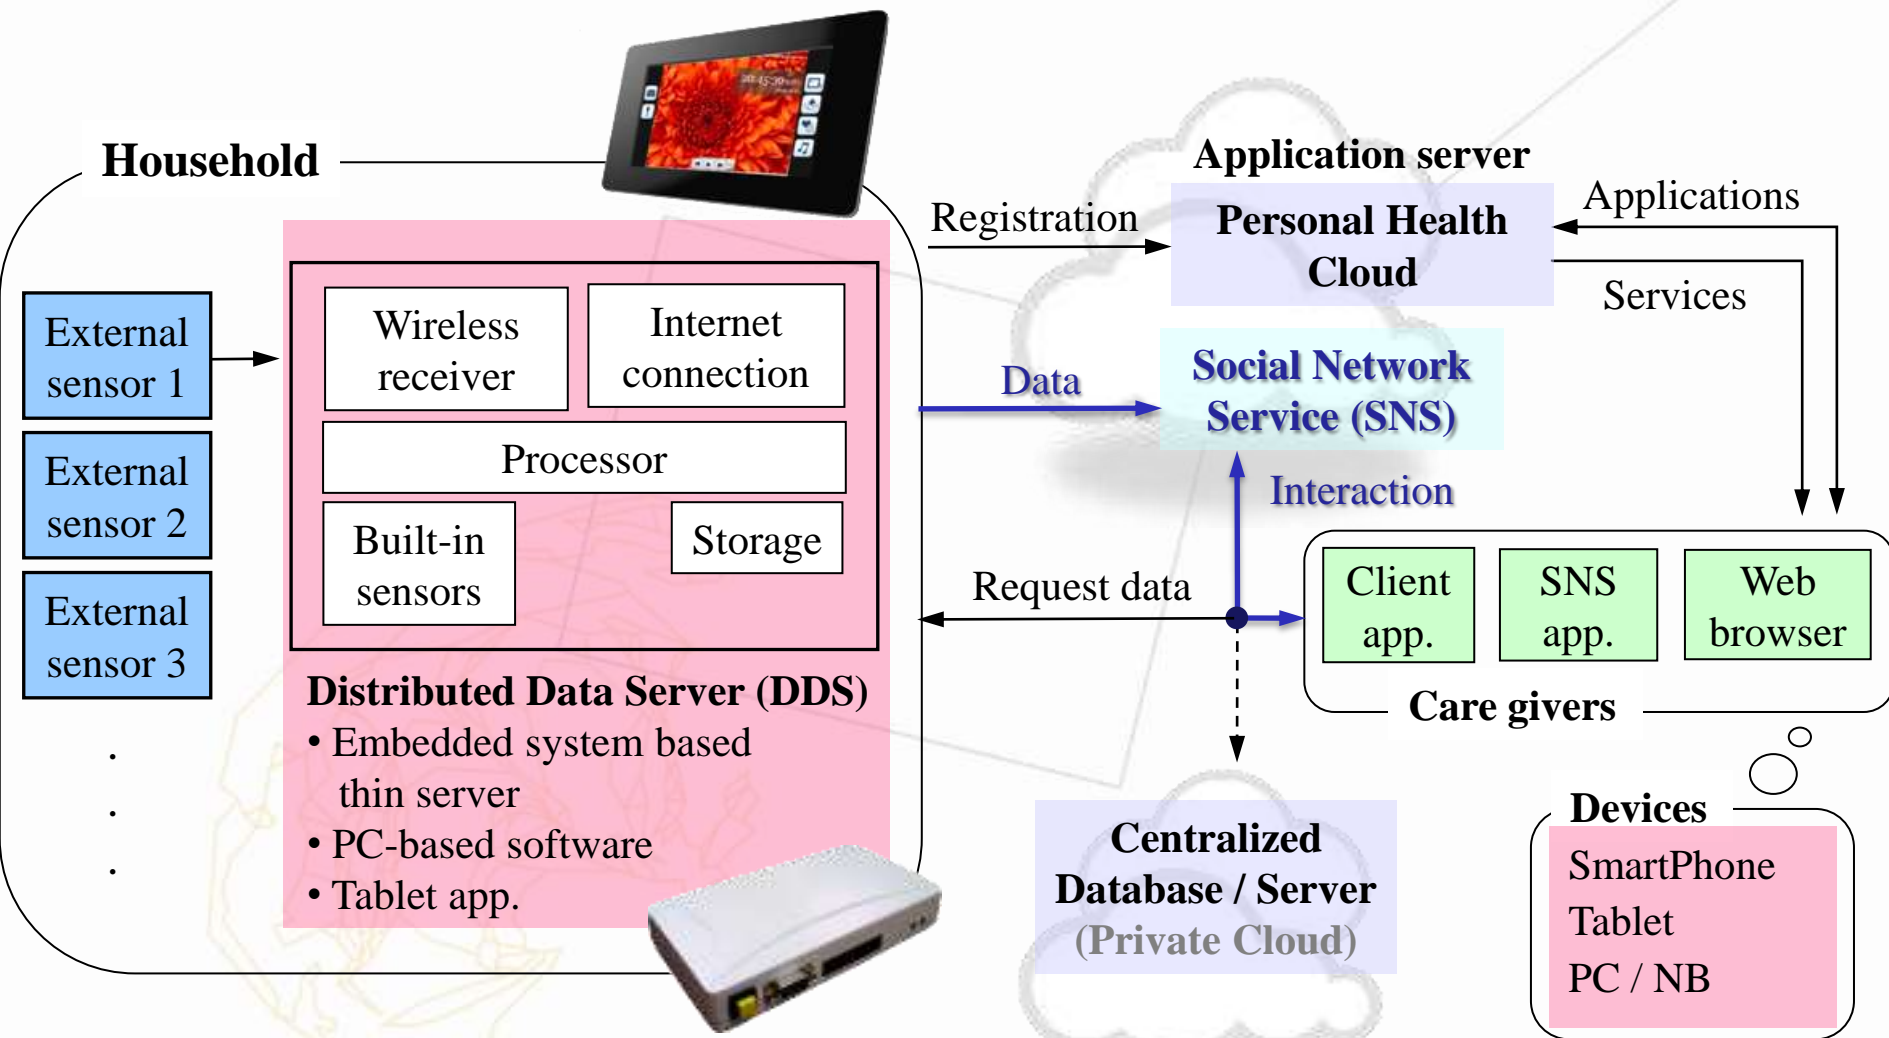 Household
External
sensor 1
External
sensor 2
External
sensor 3
.
.
.
Wireless
receiver
Internet
connection
Processor
Built-in
sensors
Storage
Distributed Data Server (DDS)
• Embedded system based
thin server
• PC-based software
• Tablet app.
Registration
Data
Request data
Application server
Personal Health
Cloud
Social Network
Service (SNS)
Interaction
Applications
Services
Client
app.
SNS
app.
Web
browser
Care givers
Centralized
Database / Server
(Private Cloud)
Devices
SmartPhone
Tablet
PC / NB